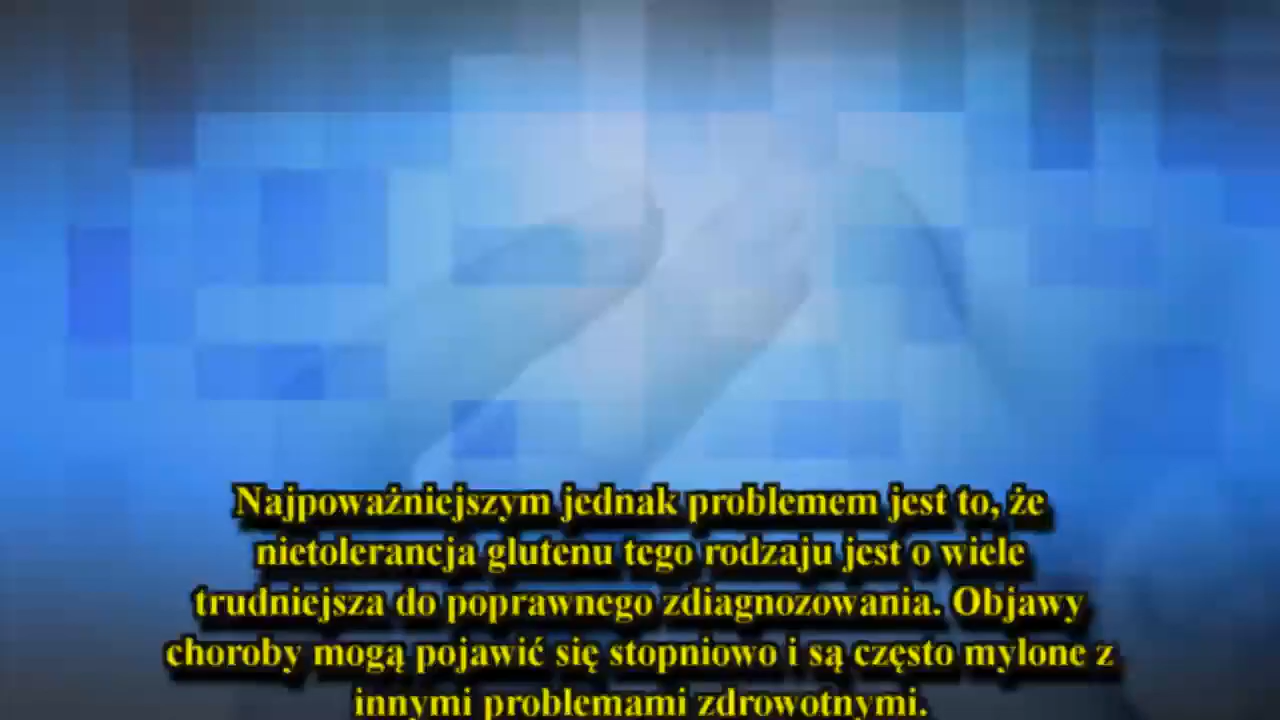 Najpoważniejszym jednak problemem jest to, że
nietolerancja glutenu tego rodzaju jest o wiele
trudniejsza do poprawnego zdiagnozowania. Objawy
choroby mogą pojawić się stopniowo i są często mylone z
innymi problemami zdrowotnymi.